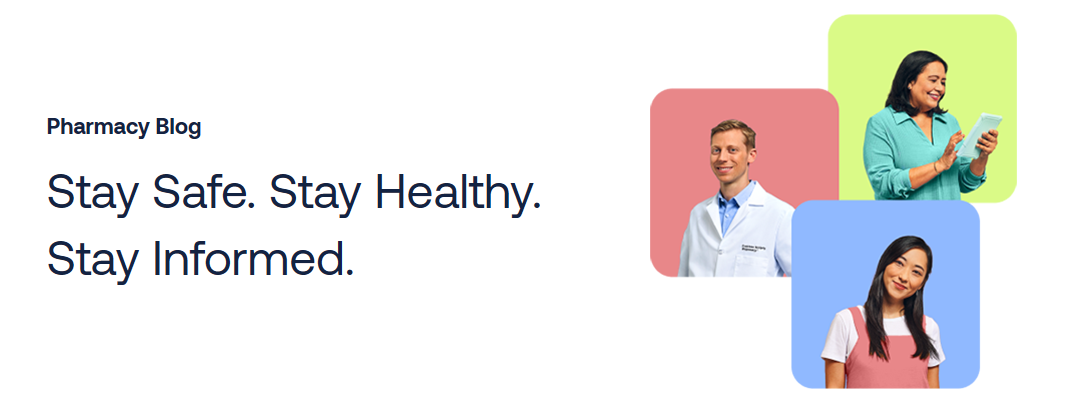 Pharmacy Blog
Stay Safe. Stay Healthy.
Stay Informed.